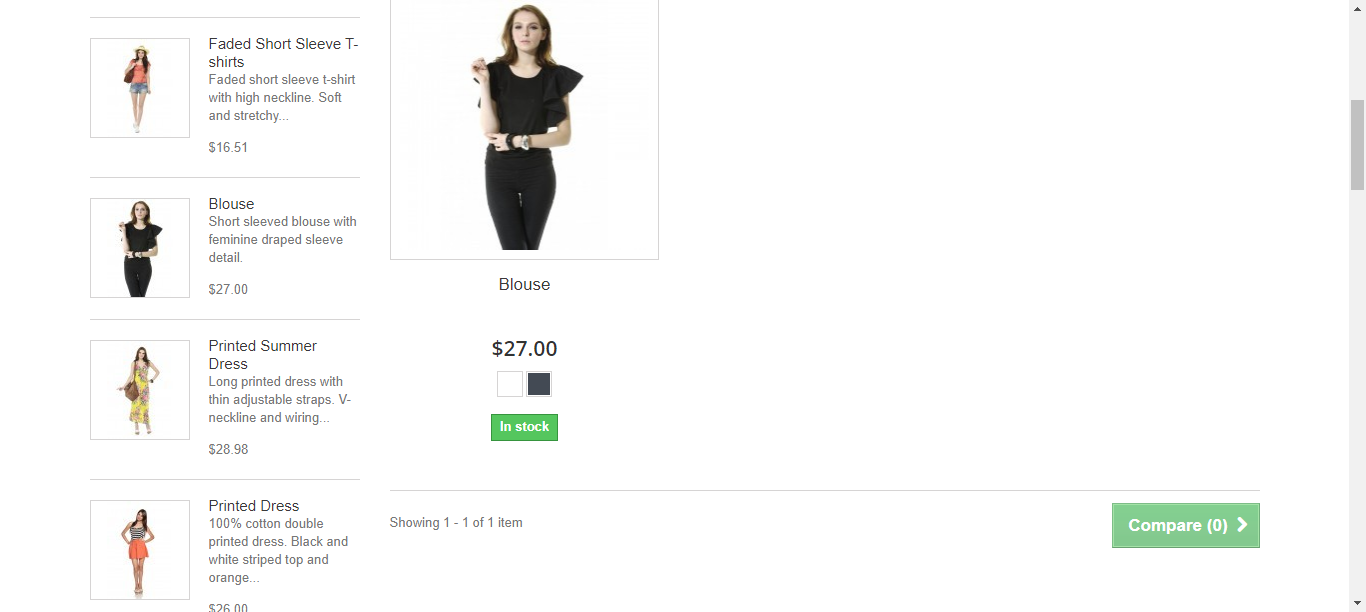 Faded Short Sleeve T-
shirts
Faded short sleeve t-shirt
with high neckline. Soft
and stretchy...
$16.51
Blouse
Short sleeved blouse with
feminine draped sleeve
detail.
$27.00
Printed Summer
Dress
Long printed dress with
thin adjustable straps. V-
neckline and wiring...
$28.98
Printed Dress
100% cotton double
printed dress. Black and
white striped top and
orange...
$26.00
Blouse
$27.00
In stock
Showing 1 - 1 of 1 item
Compare (0)